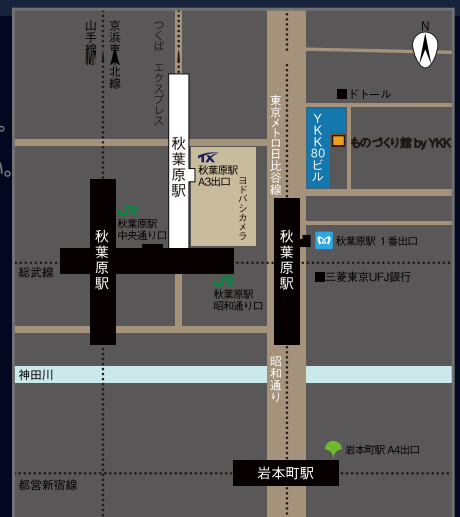 山手線
京浜東北線
つくば エクスプレス
N
ドトール
東京メトロ日比谷線
YKK80ビル
ものづくり館 by YKK
秋葉原駅
TX
秋葉原駅
A3出口
ヨドバシカメラ
JR
秋葉原駅
中央通り口
秋葉原駅
秋葉原駅
秋葉原駅 1番出口
総武線
三菱東京UFJ銀行
JR
秋葉原駅
昭和通り口
昭和通り
神田川
岩本町駅 A4出口
岩本町駅
都営新宿線